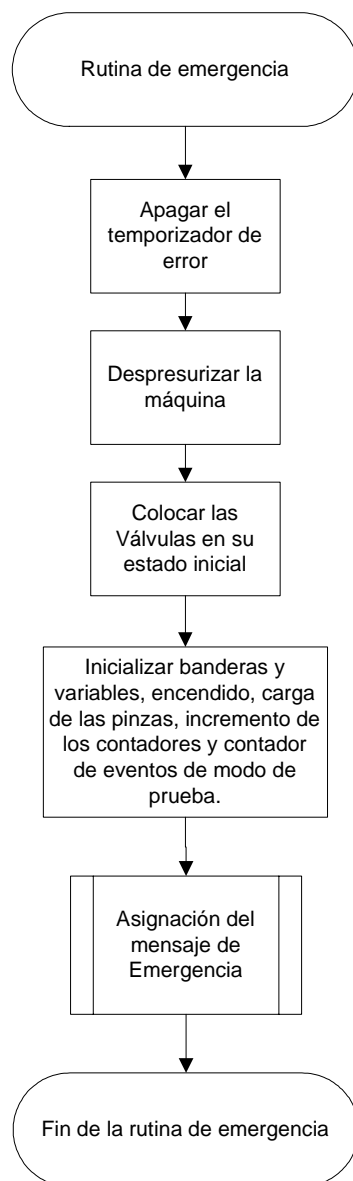 Rutina de emergencia
Apagar el
temporizador de
error
Despresurizar la
máquina
Colocar las
Válvulas en su
estado inicial
Inicializar banderas y
variables, encendido, carga
de las pinzas, incremento de
los contadores y contador
de eventos de modo de
prueba.
Asignación del
mensaje de
Emergencia
Fin de la rutina de emergencia